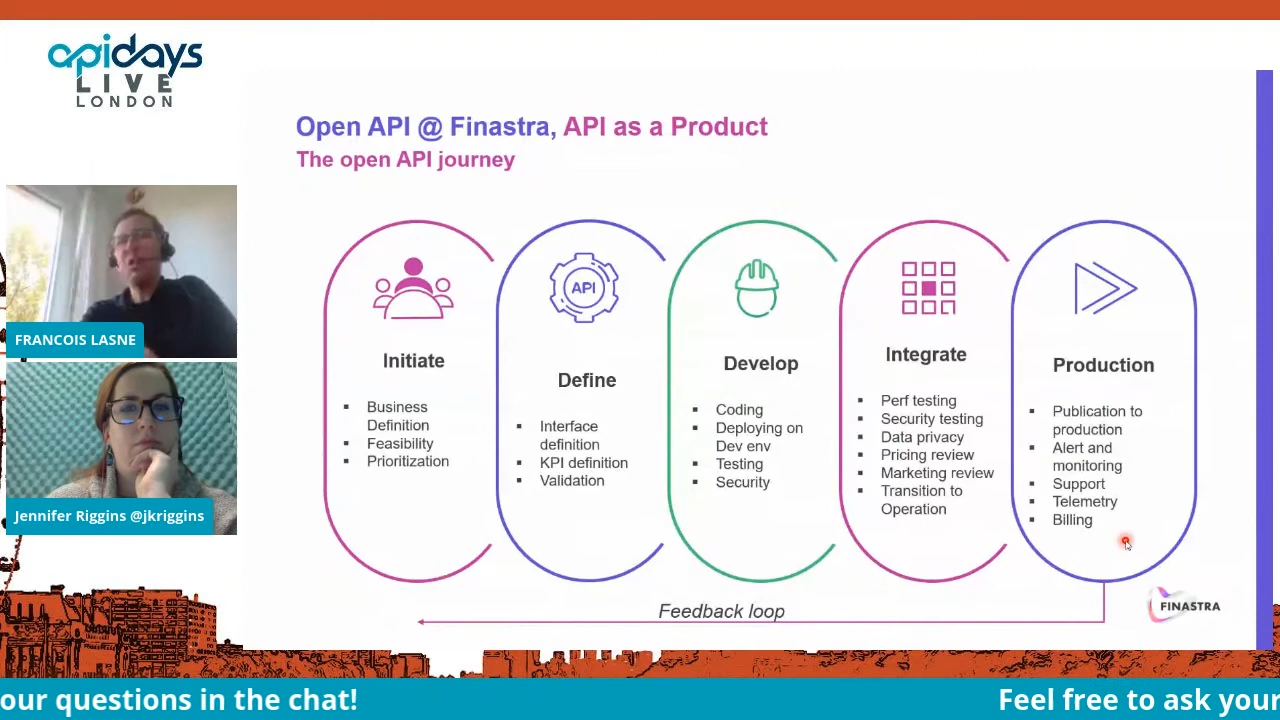 apidays
LIVE
LONDON
Open API @ Finastra, API as a Product
The open API journey
FRANCOIS LASNE
Jennifer Riggins @jkriggins
Initiate
▪ Business
Definition
▪ Feasibility
▪ Prioritization
API
Define
▪ Interface
definition
▪ KPI definition
▪ Validation
Develop
▪ Coding
▪ Deploying on
Dev env
▪ Testing
▪ Security
Integrate
▪ Perf testing
▪ Security testing
▪ Data privacy
▪ Pricing review
▪ Marketing review
▪ Transition to
Operation
Production
▪ Publication to
production
▪ Alert and
monitoring
▪ Support
▪ Telemetry
▪ Billing
Feedback loop
FINASTRA
our questions in the chat!
Feel free to ask your